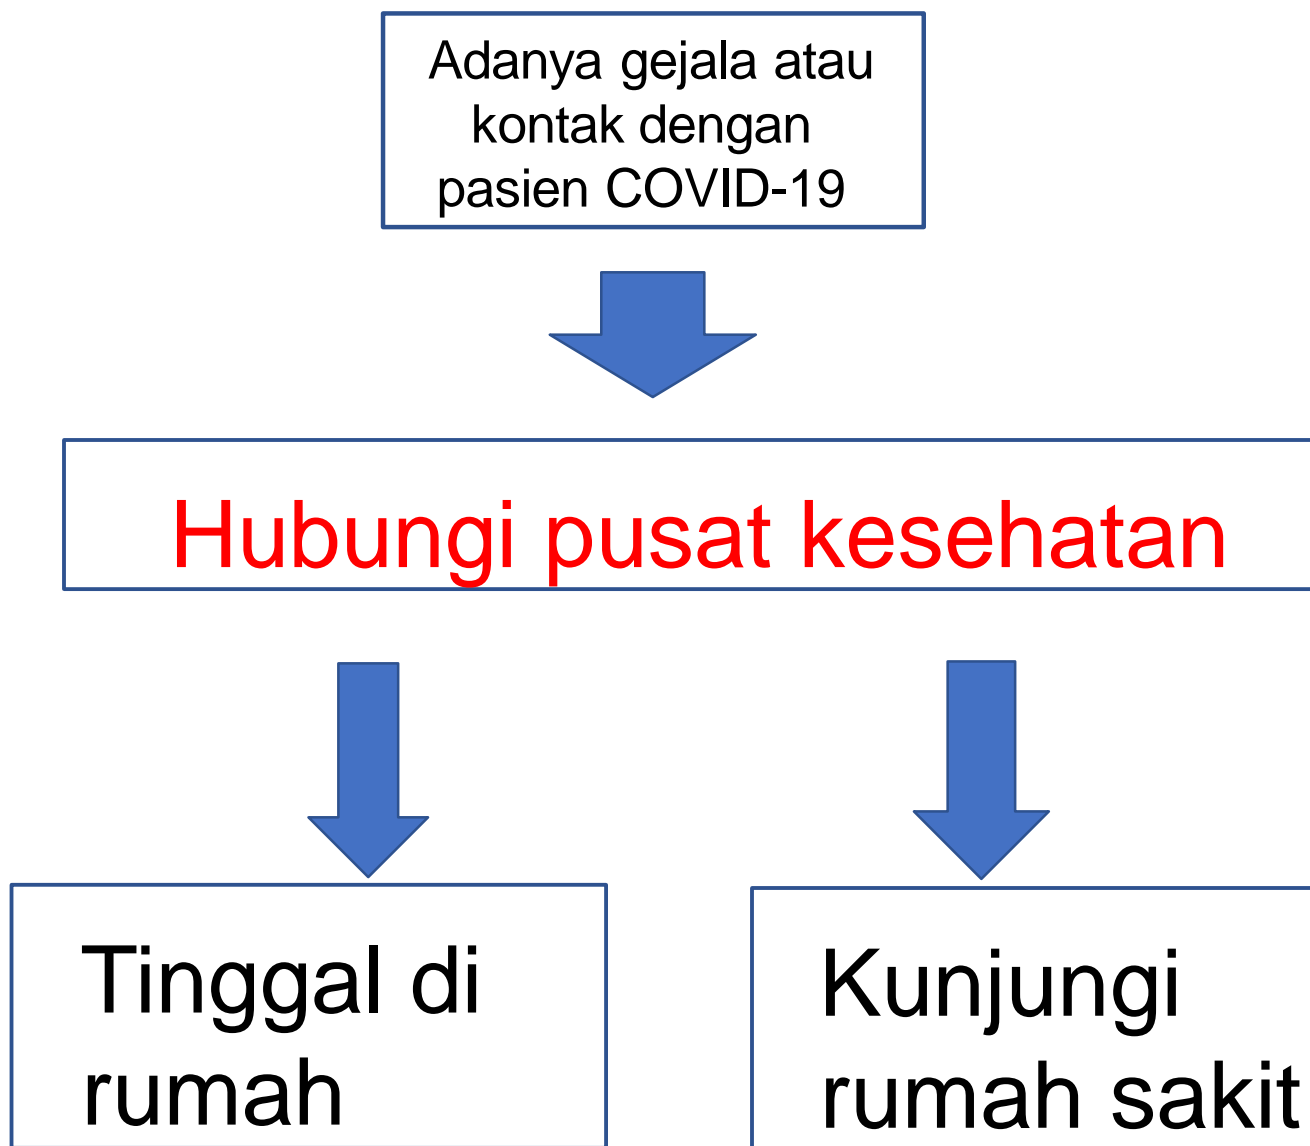 Adanya gejala atau
kontak dengan
pasien COVID-19
Hubungi pusat kesehatan
Tinggal di
rumah
Kunjungi
rumah sakit